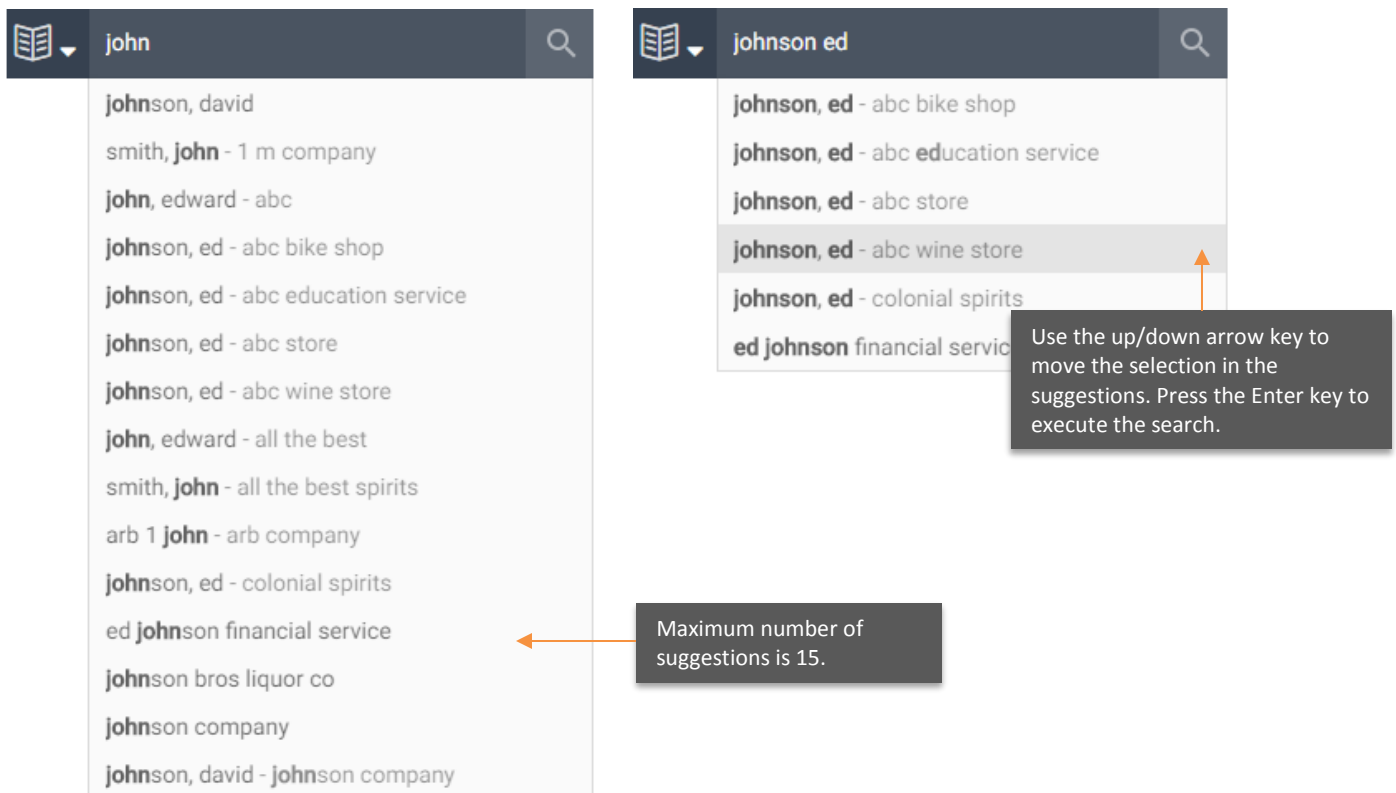 john
johnson, david
smith, john - 1 m company
john, edward - abc
johnson, ed - abc bike shop
johnson, ed - abc education service
johnson, ed - abc store
johnson, ed - abc wine store
john, edward - all the best
smith, john - all the best spirits
arb 1 john - arb company
johnson, ed - colonial spirits
ed johnson financial service
johnson bros liquor co
johnson company
johnson, david - johnson company
Maximum number of
suggestions is 15.
johnson ed
johnson, ed - abc bike shop
johnson, ed - abc education service
johnson, ed - abc store
johnson, ed - abc wine store
johnson, ed - colonial spirits
ed johnson financial servic
Use the up/down arrow key to
move the selection in the
suggestions. Press the Enter key to
execute the search.